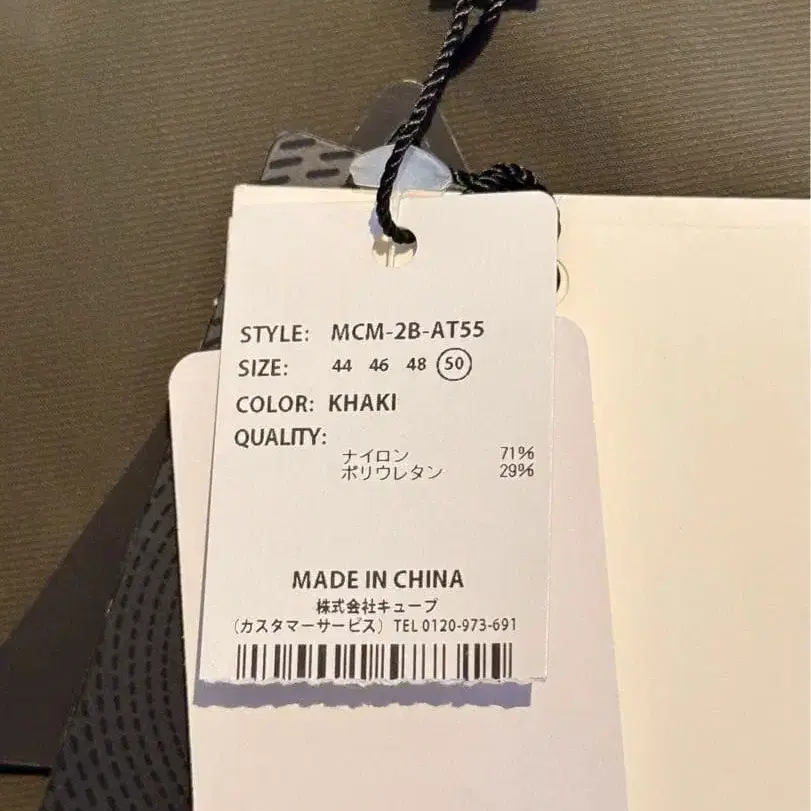 STYLE: MCM-2B-AT55
SIZE: 44 46 48 50
COLOR: KHAKI
QUALITY:
ナイロン 71%
ポリウレタン 29%
MADE IN CHINA
株式会社キューブ
(カスタマーサービス) TEL 0120-973-691